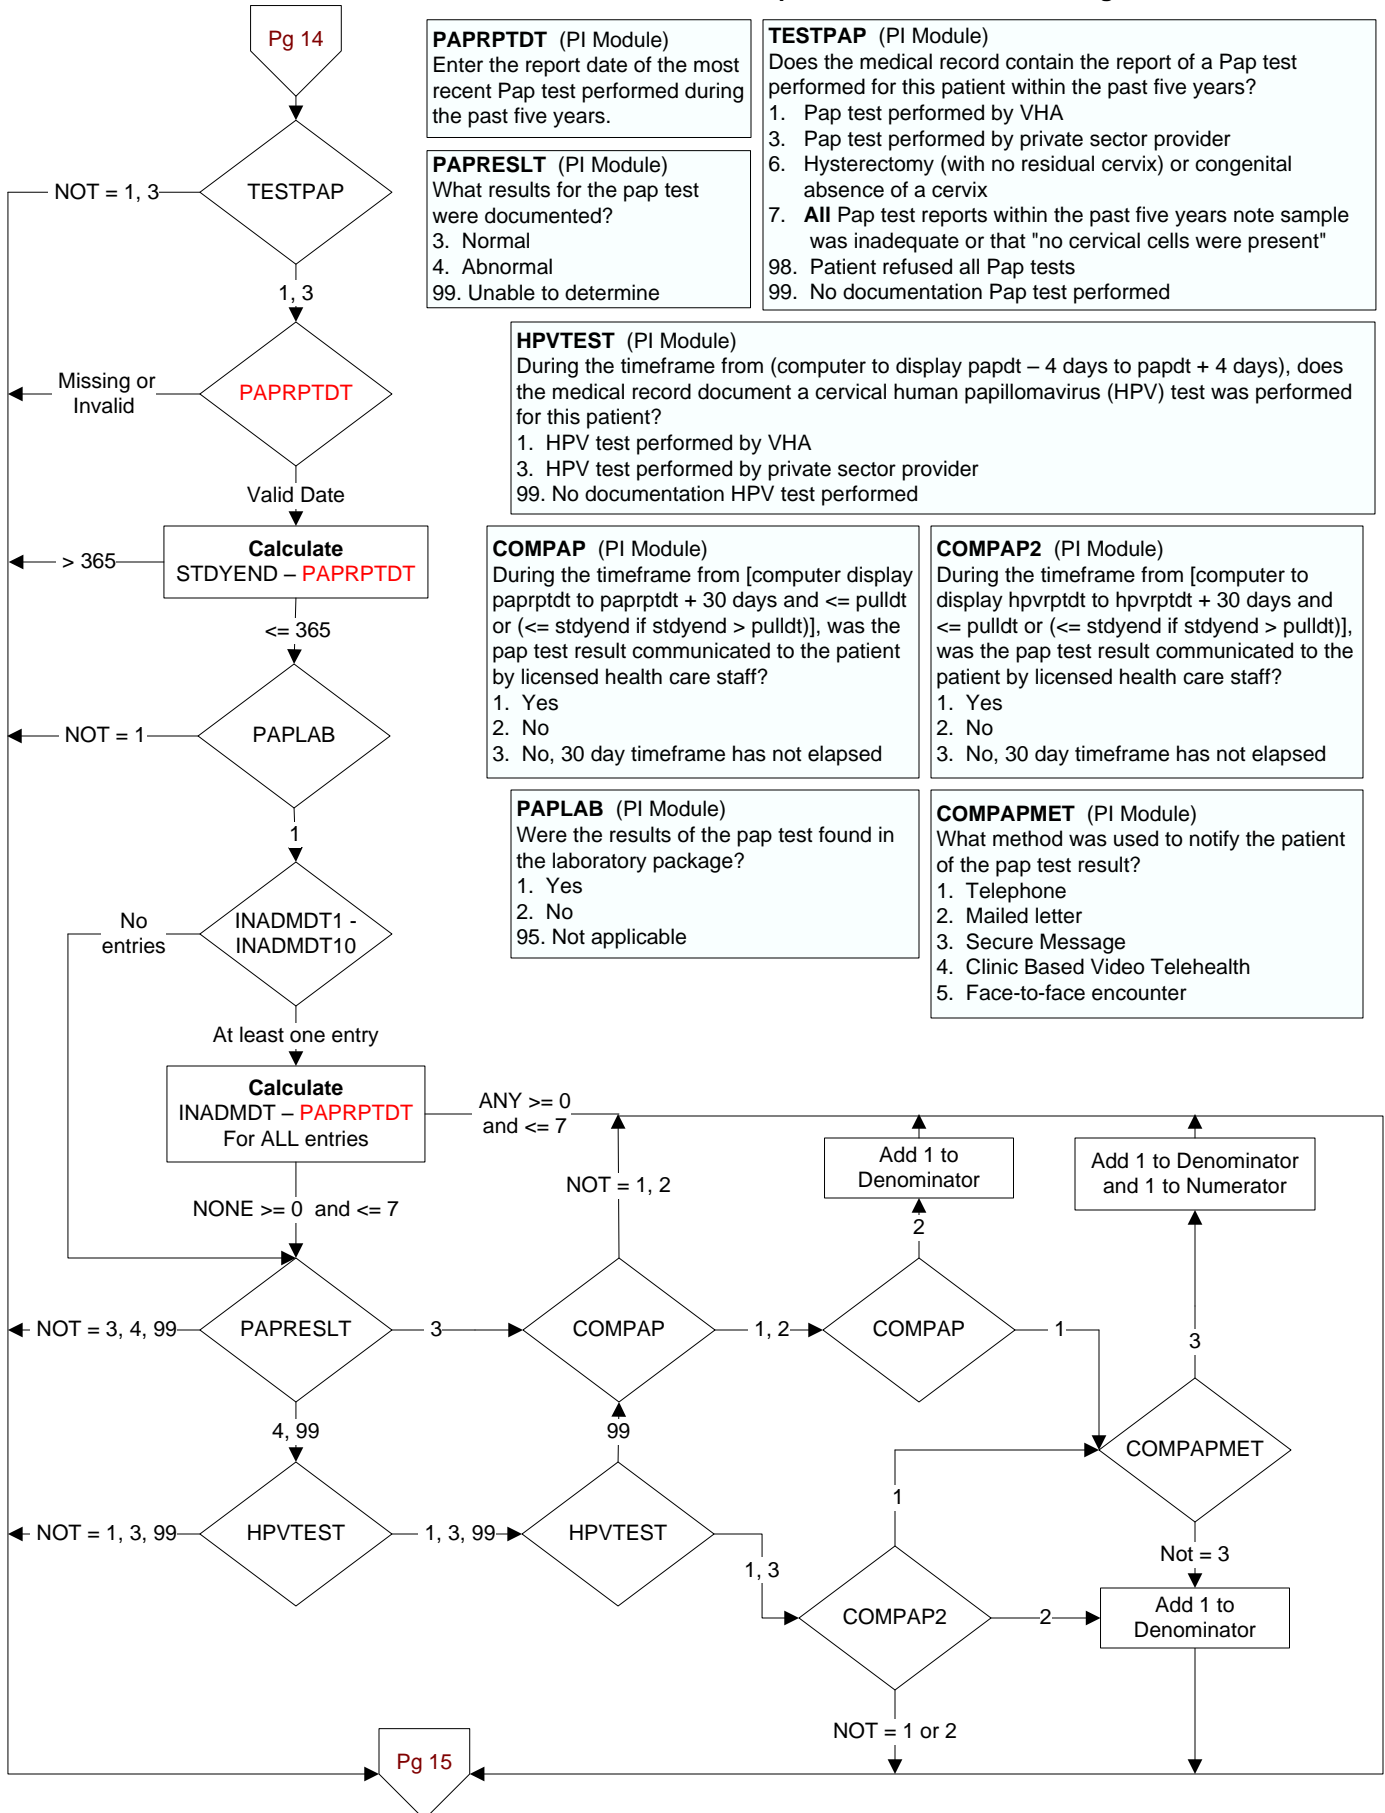 Pg 14
PAPRPTDT (PI Module)
Enter the report date of the most
recent Pap test performed during
the past five years.
TESTPAP (PI Module)
Does the medical record contain the report of a Pap test
performed for this patient within the past five years?
1. Pap test performed by VHA
3. Pap test performed by private sector provider
6. Hysterectomy (with no residual cervix) or congenital
absence of a cervix
7. All Pap test reports within the past five years note sample
was inadequate or that "no cervical cells were present"
98. Patient refused all Pap tests
99. No documentation Pap test performed
PAPRESLT (PI Module)
What results for the pap test
were documented?
3. Normal
4. Abnormal
99. Unable to determine
NOT = 1, 3
TESTPAP
1, 3
HPVTEST (PI Module)
During the timeframe from (computer to display papdt – 4 days to papdt + 4 days), does
the medical record document a cervical human papillomavirus (HPV) test was performed
for this patient?
1. HPV test performed by VHA
3. HPV test performed by private sector provider
99. No documentation HPV test performed
Missing or
Invalid
PAPRPTDT
Valid Date
Calculate
STDYEND – PAPRPTDT
> 365
<= 365
COMPAP (PI Module)
During the timeframe from [computer display
paprptdt to paprptdt + 30 days and <= pulldt
or (<= stdyend if stdyend > pulldt)], was the
pap test result communicated to the patient
by licensed health care staff?
1. Yes
2. No
3. No, 30 day timeframe has not elapsed
COMPAP2 (PI Module)
During the timeframe from [computer to
display hpvrptdt to hpvrptdt + 30 days and
<= pulldt or (<= stdyend if stdyend > pulldt)],
was the pap test result communicated to the
patient by licensed health care staff?
1. Yes
2. No
3. No, 30 day timeframe has not elapsed
NOT = 1
PAPLAB
1
PAPLAB (PI Module)
Were the results of the pap test found in
the laboratory package?
1. Yes
2. No
95. Not applicable
COMPAPMET (PI Module)
What method was used to notify the patient
of the pap test result?
1. Telephone
2. Mailed letter
3. Secure Message
4. Clinic Based Video Telehealth
5. Face-to-face encounter
No
entries
INADMDT1 -
INADMDT10
At least one entry
Calculate
INADMDT – PAPRPTDT
For ALL entries
ANY >= 0
and <= 7
NONE >= 0 and <= 7
NOT = 1, 2
Add 1 to
Denominator
2
Add 1 to Denominator
and 1 to Numerator
3
NOT = 3, 4, 99
PAPRESLT
3
COMPAP
1, 2
COMPAP
1
4, 99
99
COMPAPMET
1
NOT = 1, 3, 99
HPVTEST
1, 3, 99
HPVTEST
1, 3
Not = 3
COMPAP2
2
Add 1 to
Denominator
NOT = 1 or 2
Pg 15